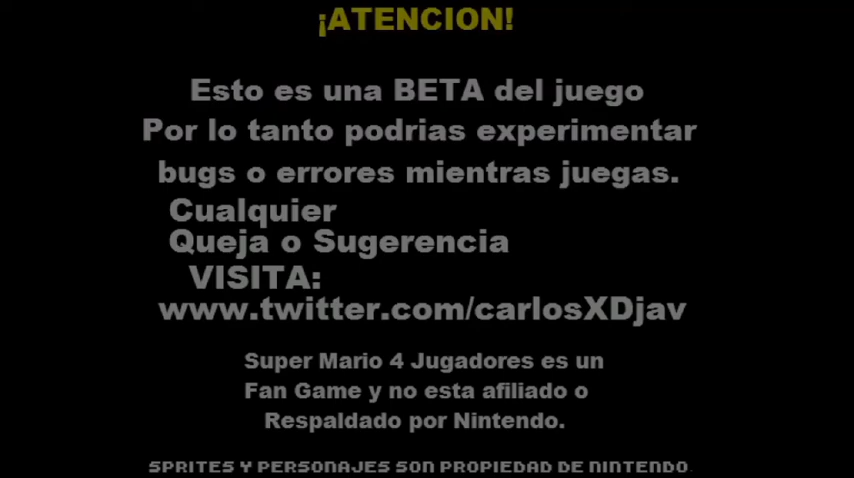 ¡ATENCION!
Esto es una BETA del juego
Por lo tanto podrias experimentar
bugs o errores mientras juegas.
Cualquier
Queja o Sugerencia
VISITA:
www.twitter.com/carlosXDjav
Super Mario 4 Jugadores es un
Fan Game y no esta afiliado o
Respaldado por Nintendo.
SPRITES Y PERSONAJES SON PROPIEDAD DE NINTENDO.